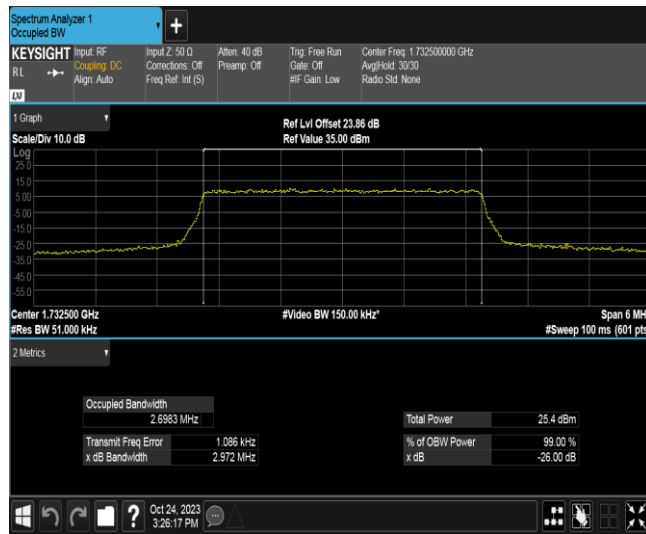 Spectrum Analyzer 1
Occupied BW
+
KEYSIGHT
RL
LXI
Input: RF
Coupling: DC
Align: Auto
Input Z: 50 Ω
Corrections: Off
Freq Ref: Int (S)
Atten: 40 dB
Preamp: Off
Trig: Free Run
Gate: Off
#IF Gain: Low
Center Freq: 1.732500000 GHz
Avg|Hold: 30/30
Radio Std: None
1 Graph
Scale/Div 10.0 dB
Ref Lvl Offset 23.86 dB
Ref Value 35.00 dBm
Log
25.0
15.0
5.00
-5.00
-15.0
-25.0
-35.0
-45.0
-55.0
Center 1.732500 GHz
#Res BW 51.000 kHz
#Video BW 150.00 kHz*
Span 6 MH
#Sweep 100 ms (601 pts
2 Metrics
Occupied Bandwidth
2.6983 MHz
Transmit Freq Error 1.086 kHz
x dB Bandwidth 2.972 MHz
Total Power 25.4 dBm
% of OBW Power 99.00 %
x dB -26.00 dB
?
Oct 24, 2023
3:26:17 PM